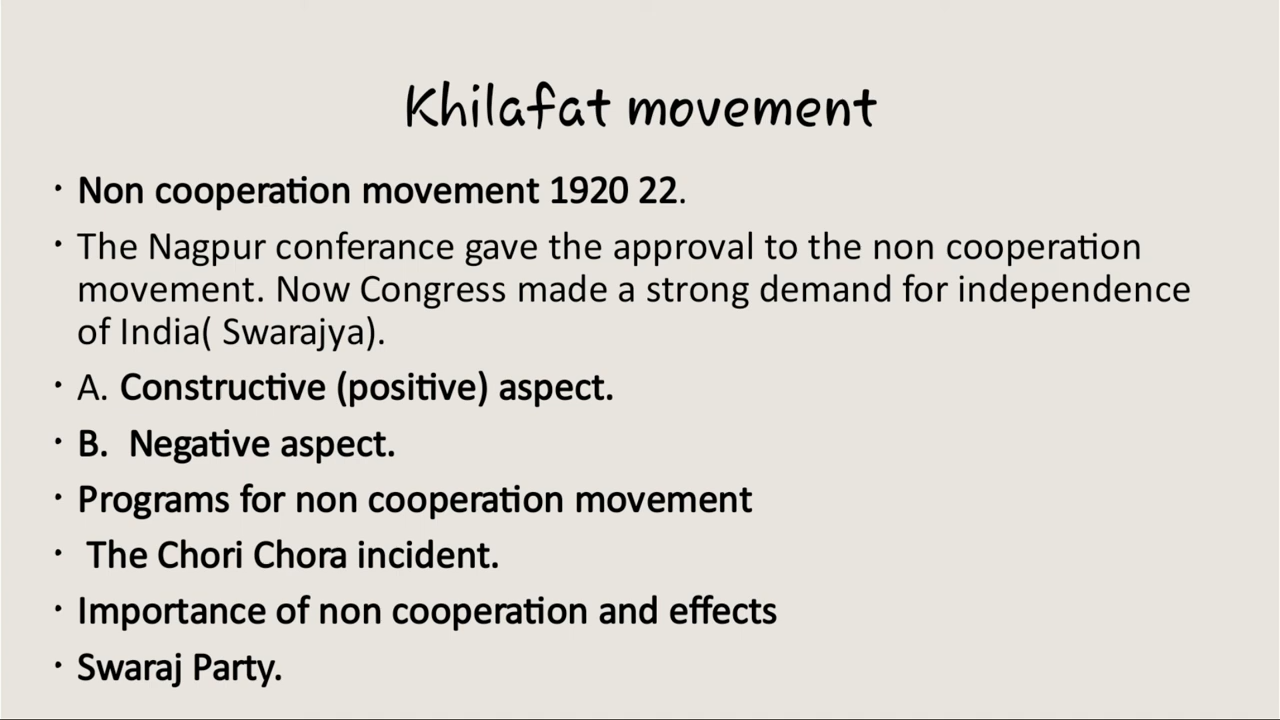 Khilafat movement
• Non cooperation movement 1920 22.
• The Nagpur conferance gave the approval to the non cooperation
movement. Now Congress made a strong demand for independence
of India( Swarajya).
• A. Constructive (positive) aspect.
• B.  Negative aspect.
• Programs for non cooperation movement
•  The Chori Chora incident.
• Importance of non cooperation and effects
• Swaraj Party.